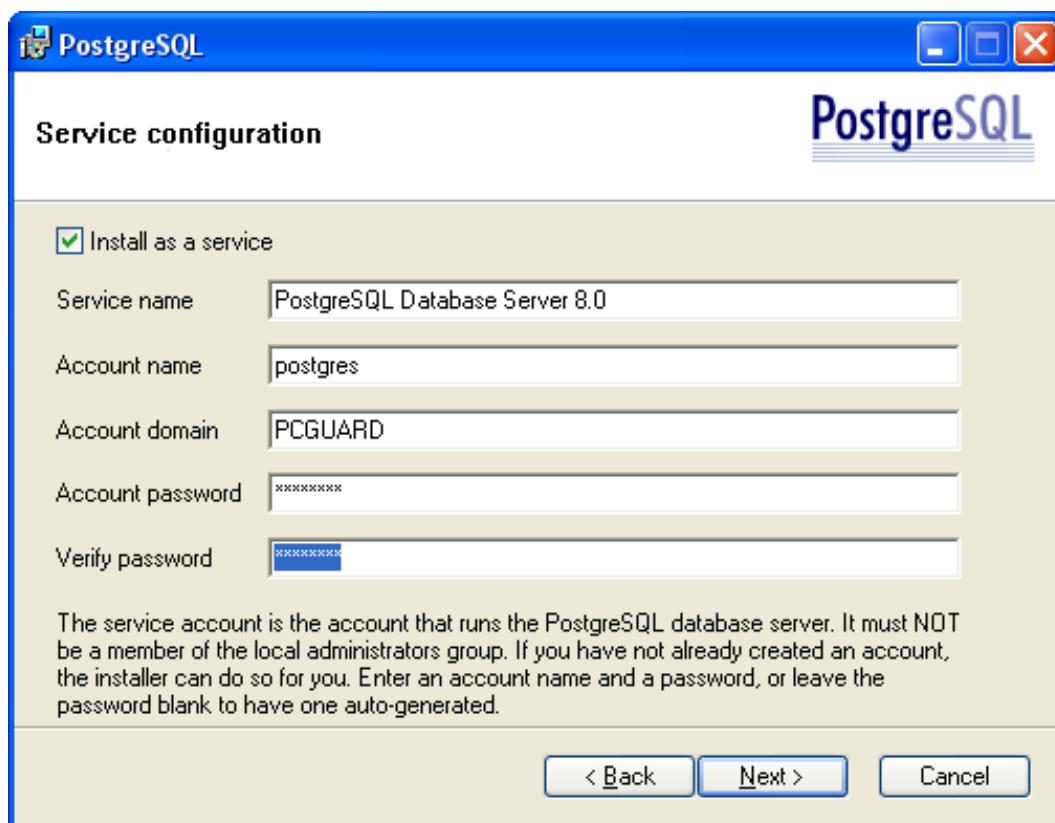 PostgreSQL
Service configuration
PostgreSQL
Install as a service
Service name
PostgreSQL Database Server 8.0
Account name
postgres
Account domain
PCGUARD
Account password
********
Verify password
********
The service account is the account that runs the PostgreSQL database server. It must NOT
be a member of the local administrators group. If you have not already created an account,
the installer can do so for you. Enter an account name and a password, or leave the
password blank to have one auto-generated.
< Back
Next >
Cancel